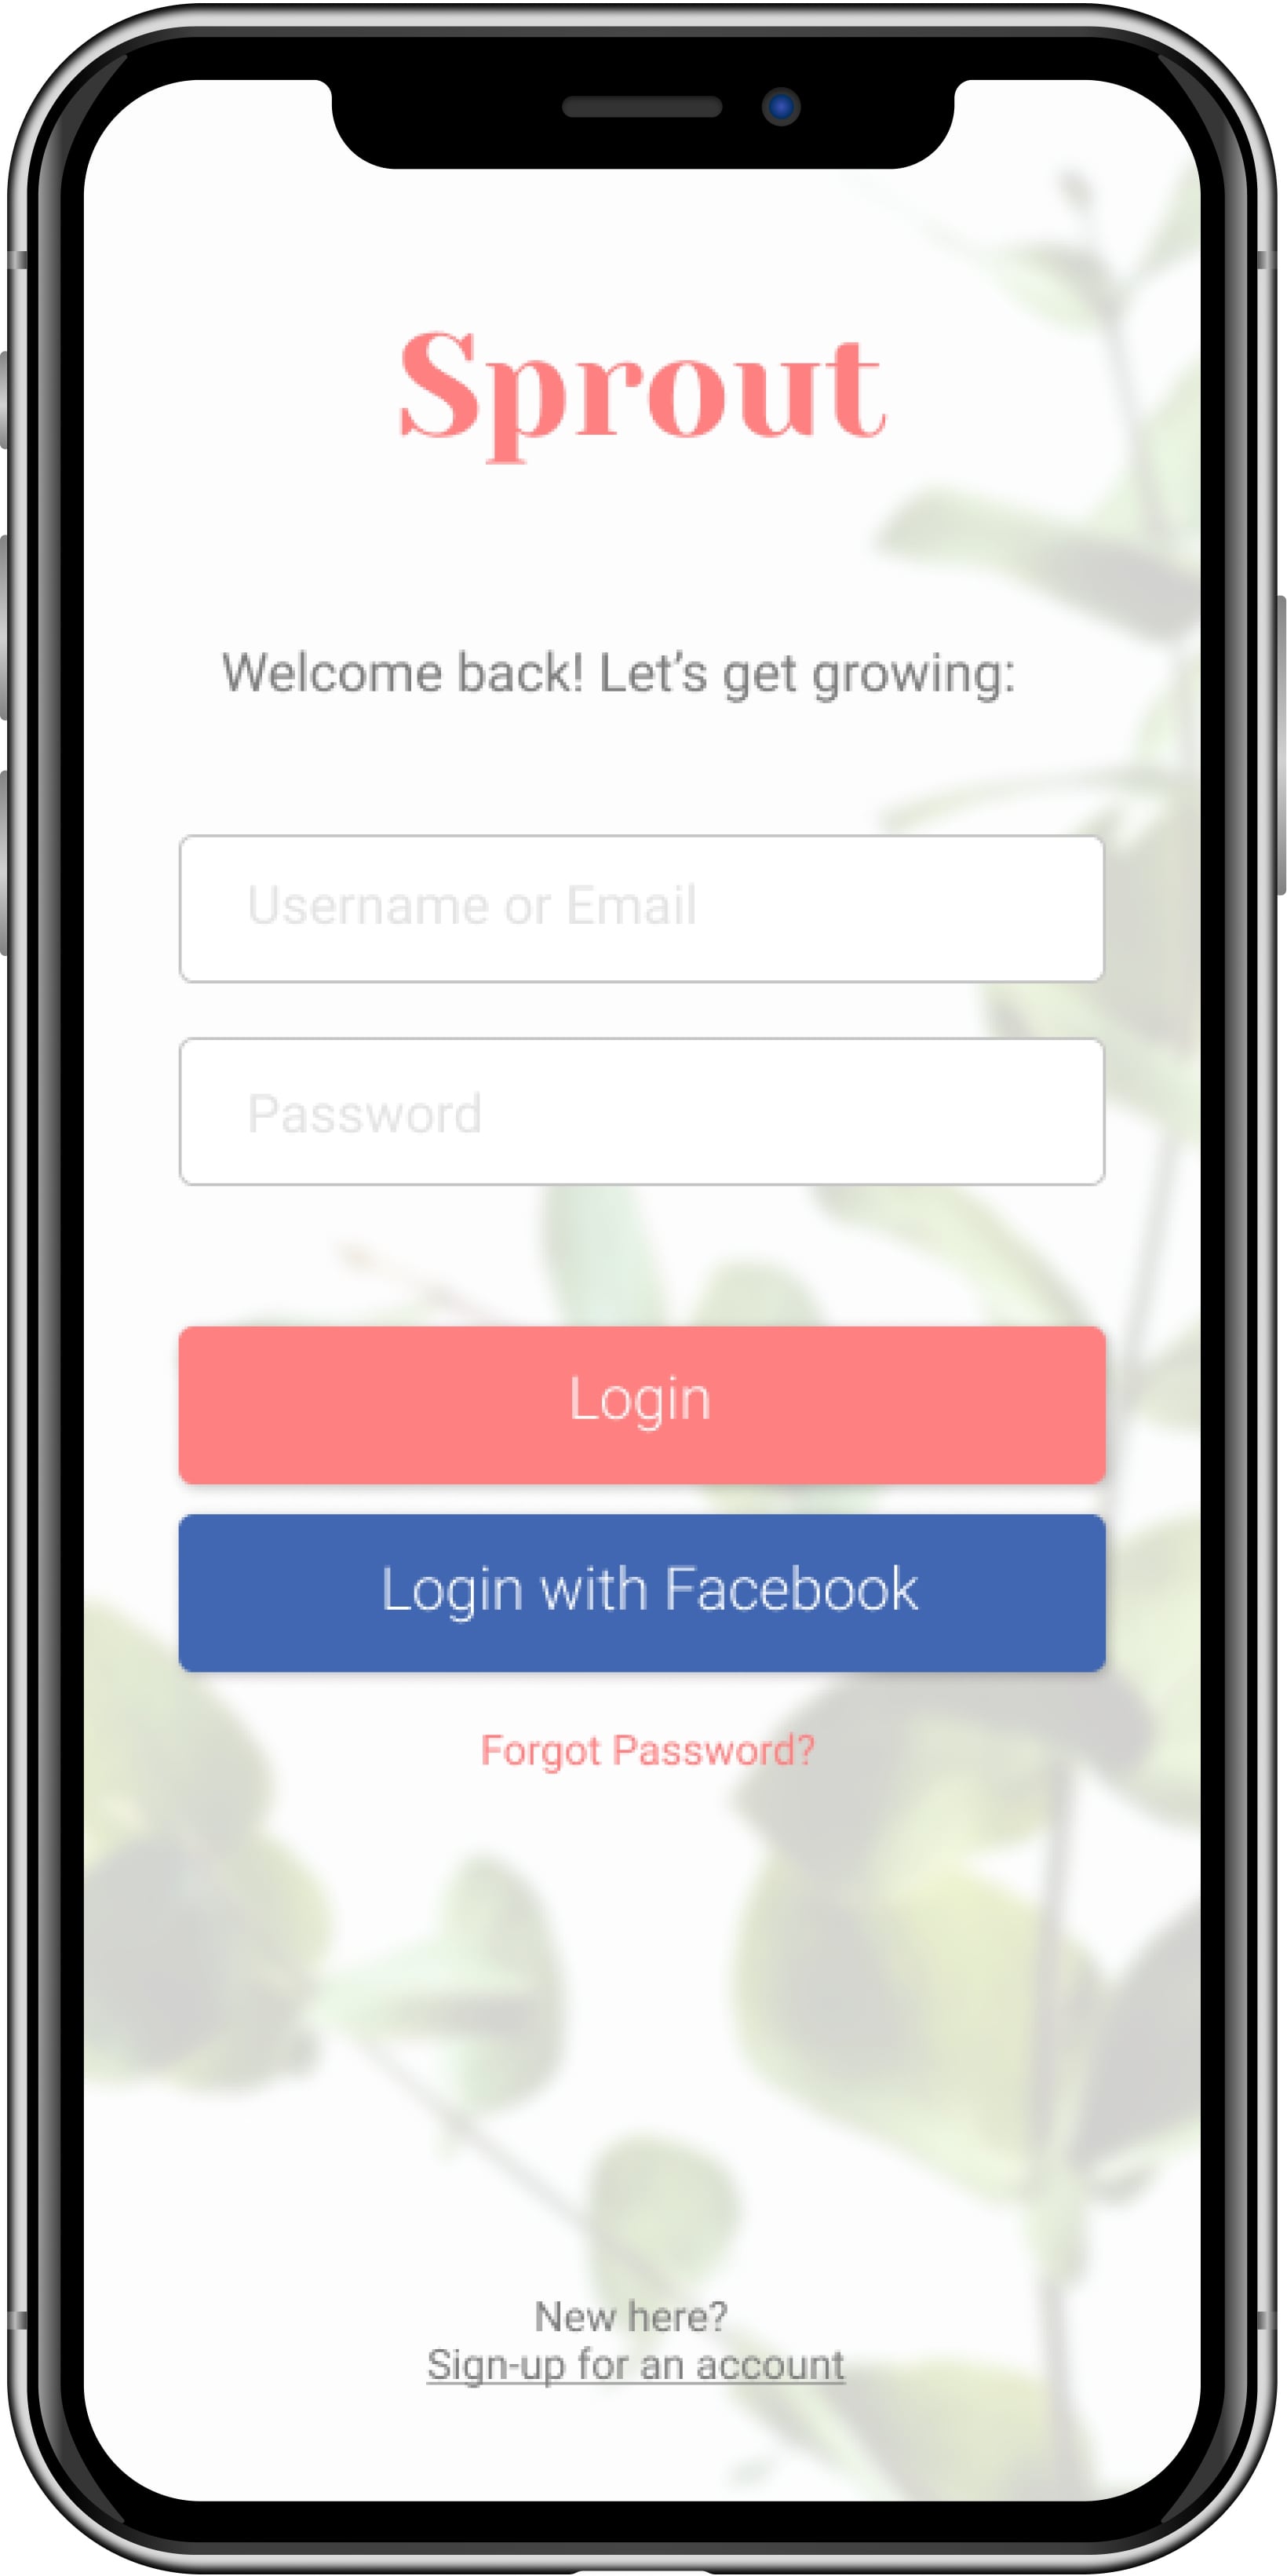 Sprout
Welcome back! Let’s get growing:
Username or Email
Password
Login
Login with Facebook
Forgot Password?
New here?
Sign-up for an account